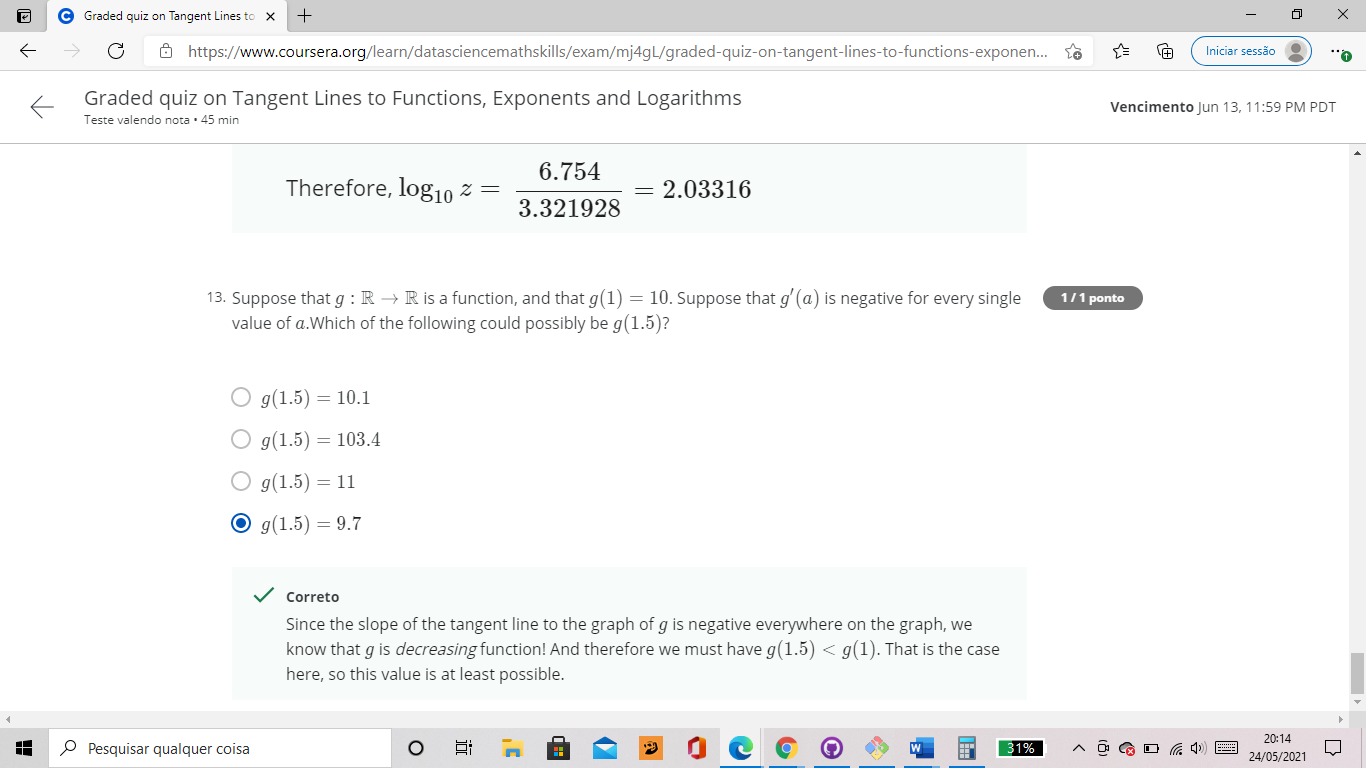 Graded quiz on Tangent Lines to
https://www.coursera.org/learn/datasciencemathskills/exam/mj4gL/graded-quiz-on-tangent-lines-to-functions-exponen...
Iniciar sessão
Graded quiz on Tangent Lines to Functions, Exponents and Logarithms
Teste valendo nota • 45 min
Vencimento Jun 13, 11:59 PM PDT
Therefore, log₁₀ z = 6.754 / 3.321928 = 2.03316
13. Suppose that g : ℝ → ℝ is a function, and that g(1) = 10. Suppose that g′(a) is negative for every single
1 / 1 ponto
value of a.Which of the following could possibly be g(1.5)?
g(1.5) = 10.1
g(1.5) = 103.4
g(1.5) = 11
g(1.5) = 9.7
Correto
Since the slope of the tangent line to the graph of g is negative everywhere on the graph, we
know that g is decreasing function! And therefore we must have g(1.5) < g(1). That is the case
here, so this value is at least possible.
Pesquisar qualquer coisa
31%
20:14
24/05/2021